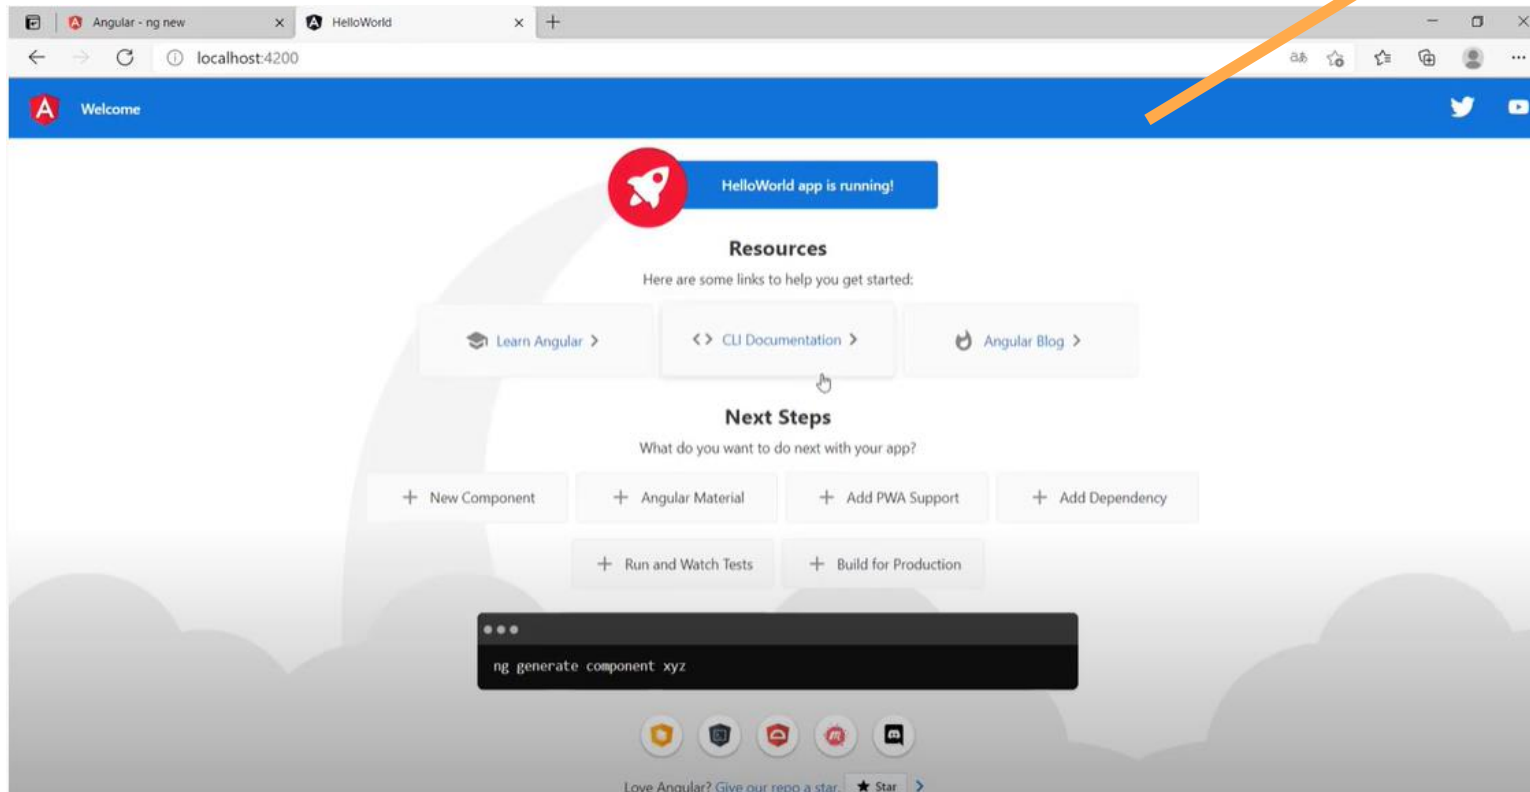 Angular - ng new
HelloWorld
localhost:4200
ああ
Welcome
HelloWorld app is running!
Resources
Here are some links to help you get started:
Learn Angular
CLI Documentation
Angular Blog
Next Steps
What do you want to do next with your app?
New Component
Angular Material
Add PWA Support
Add Dependency
Run and Watch Tests
Build for Production
ng generate component xyz
Love Angular? Give our repo a star. Star